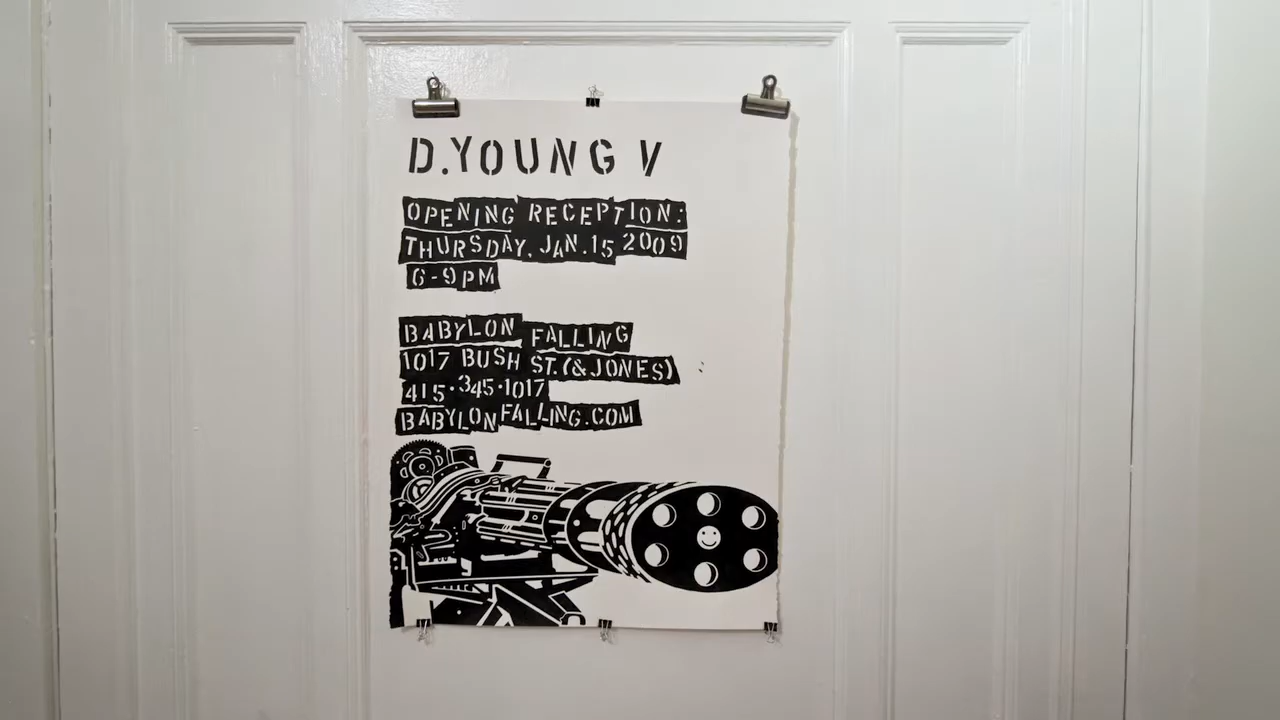 D.YOUNG V
OPENING RECEPTION:
THURSDAY, JAN.15 2009
6-9PM
BABYLON FALLING
1017 BUSH ST.(&JONES)
415·345·1017
BABYLONFALLING.COM